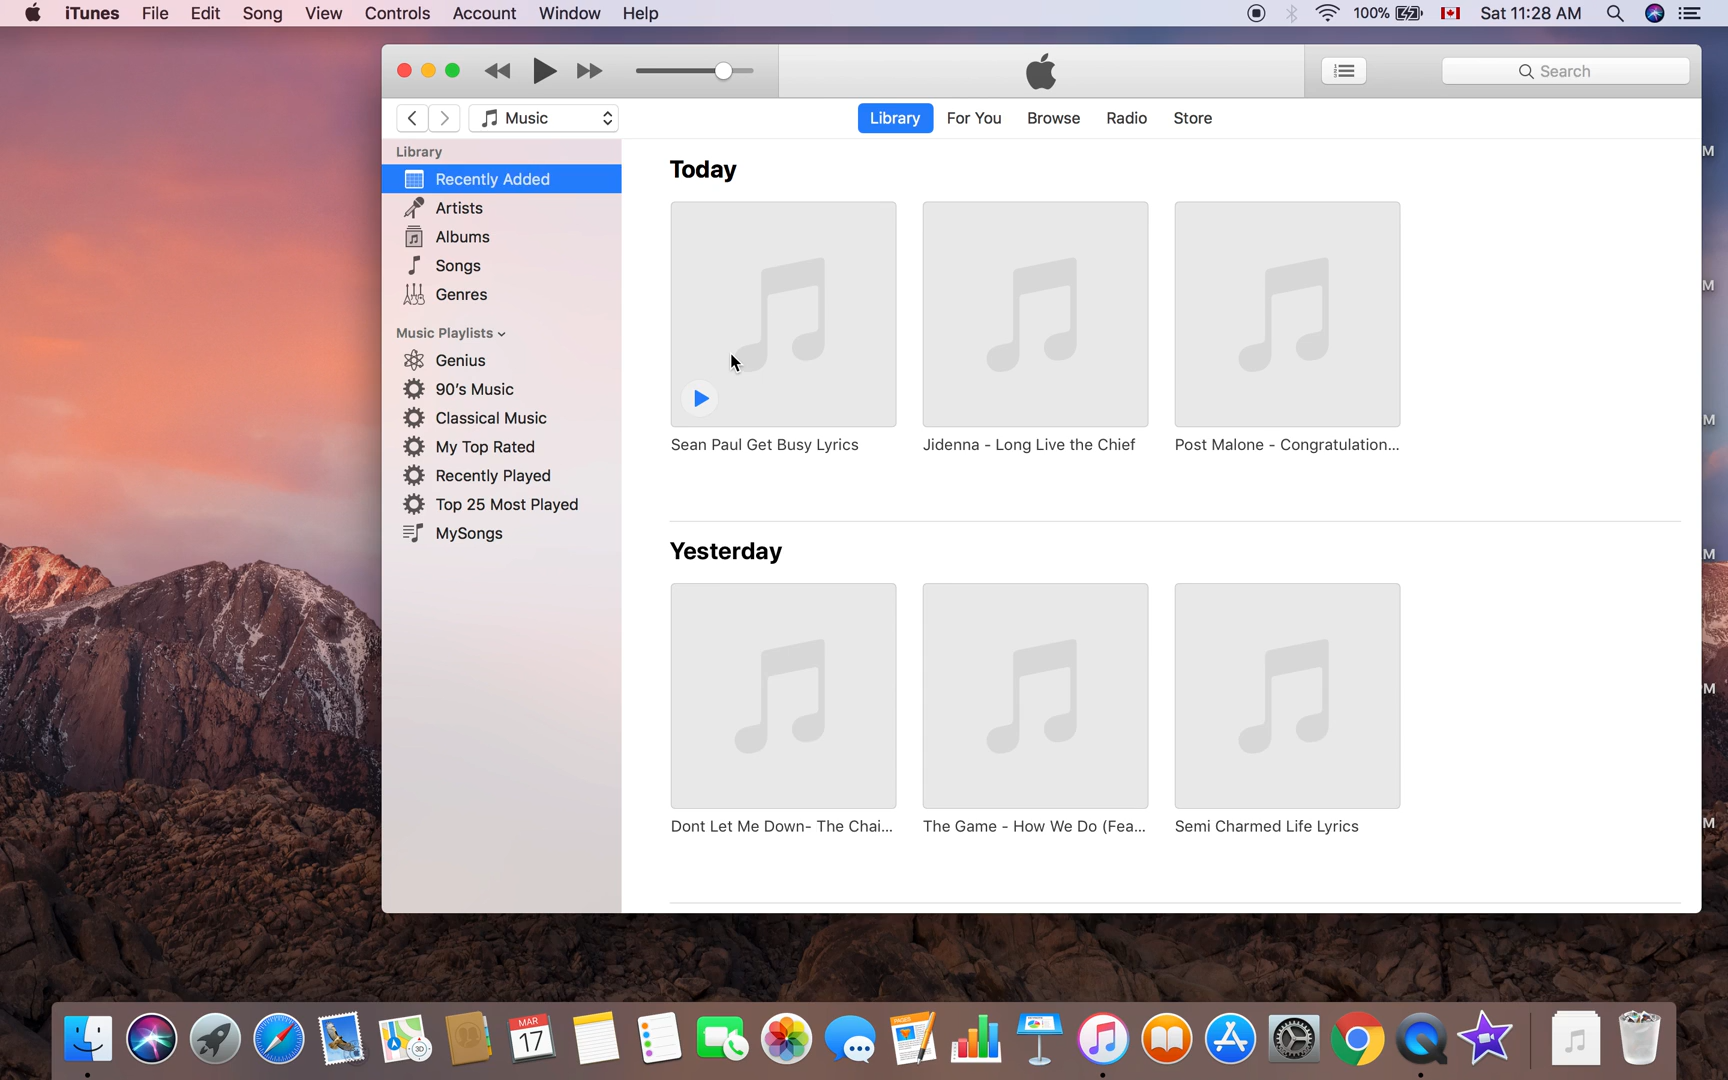 iTunes File Edit Song View Controls Account Window Help 100% Sat 11:28 AM
Search
Music Library For You Browse Radio Store
Library
Recently Added
Artists
Albums
Songs
Genres
Music Playlists
Genius
90's Music
Classical Music
My Top Rated
Recently Played
Top 25 Most Played
MySongs
Today
Sean Paul Get Busy Lyrics
Jidenna - Long Live the Chief
Post Malone - Congratulation...
Yesterday
Dont Let Me Down- The Chai...
The Game - How We Do (Fea...
Semi Charmed Life Lyrics
M
M
M
M
PM
M
MAR
17
PAGES
3D